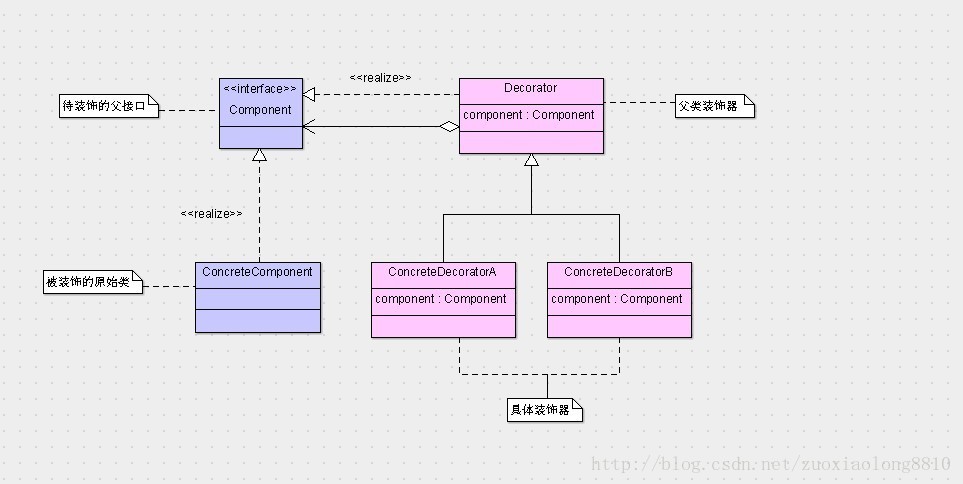 <<realize>>
<<interface>>
Component
Decorator
component : Component
待装饰的父接口
父类装饰器
<<realize>>
被装饰的原始类
ConcreteComponent
ConcreteDecoratorA
component : Component
ConcreteDecoratorB
component : Component
具体装饰器
http://blog.csdn.net/zuoxiaolong8810